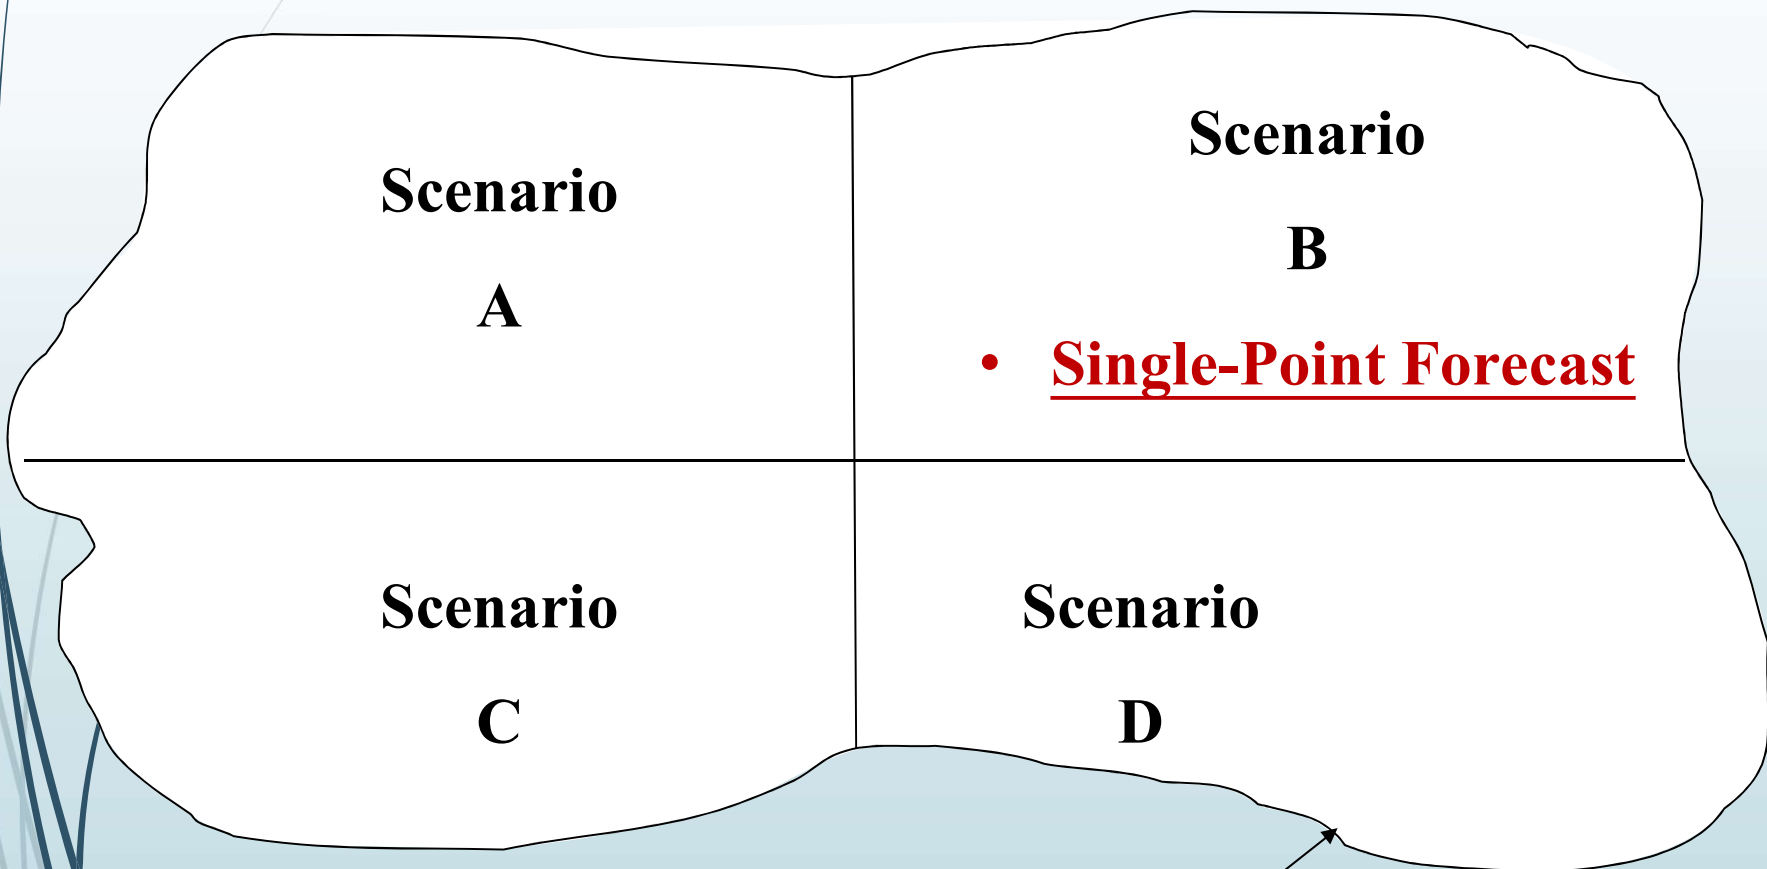 Scenario
A
Scenario
B
• Single-Point Forecast
Scenario
C
Scenario
D